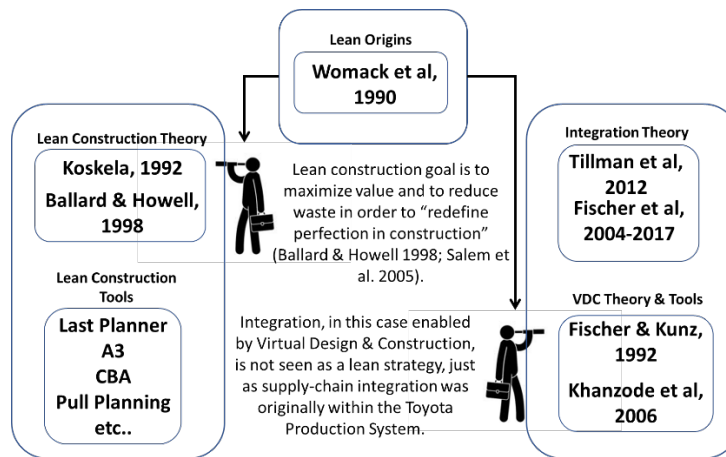 Lean Origins
Womack et al,
1990
Lean Construction Theory
Koskela, 1992
Ballard & Howell,
1998
Lean Construction
Tools
Last Planner
A3
CBA
Pull Planning
etc..
Lean construction goal is to
maximize value and to reduce
waste in order to “redefine
perfection in construction”
(Ballard & Howell 1998; Salem
et al. 2005).
Integration, in this case enabled
by Virtual Design & Construction,
is not seen as a lean strategy, just
as supply-chain integration was
originally within the Toyota
Production System.
Integration Theory
Tillman et al,
2012
Fischer et al,
2004-2017
VDC Theory & Tools
Fischer & Kunz,
1992
Khanzode et al,
2006